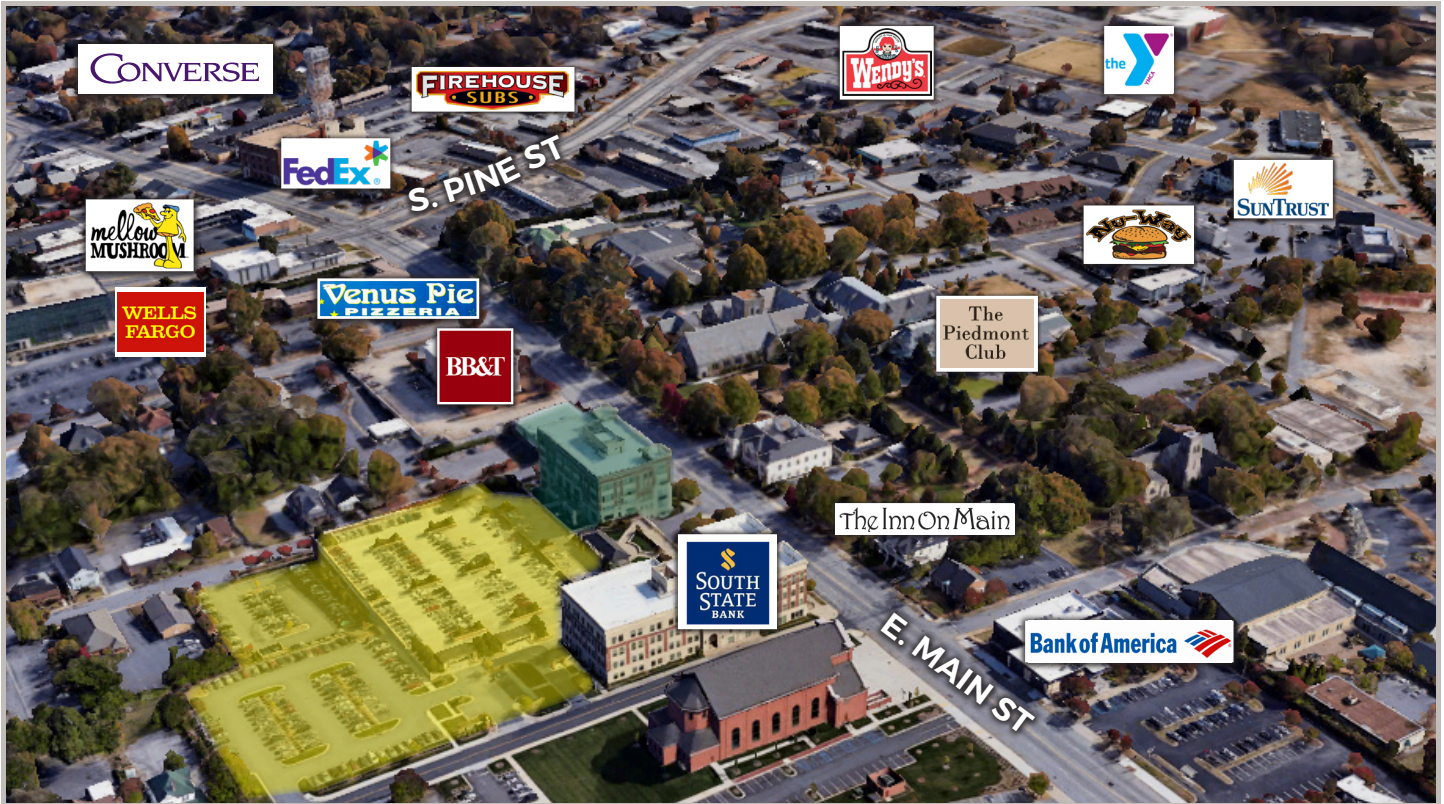 CONVERSE
FIREHOUSE
SUBS
WENDY'S
the Y
YMCA
FedEx®
S. PINE ST
SUNTRUST
mellow
MUSHROOM
Nu-Way
WELLS
FARGO
Venus Pie
PIZZERIA
The
Piedmont
Club
BB&T
The Inn On Main
SOUTH
STATE
BANK
E. MAIN ST
Bank of America